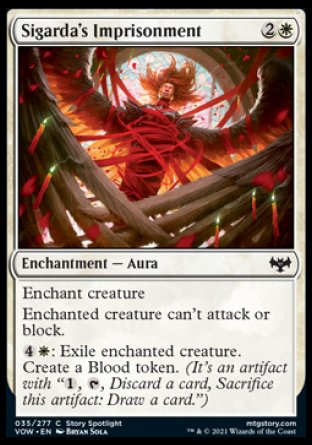 Sigarda's Imprisonment 2
Enchantment — Aura
Enchant creature
Enchanted creature can't attack or
block.
4: Exile enchanted creature.
Create a Blood token. (It's an artifact
with “1, , Discard a card, Sacrifice
this artifact: Draw a card.”)
035/277 C Story Spotlight mtgstory.com
VOW • EN BRYAN SOLA ™ & © 2021 Wizards of the Coast